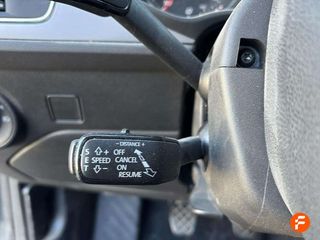 – DISTANCE +
S + OFF
E SPEED CANCEL
T – ON
RESUME